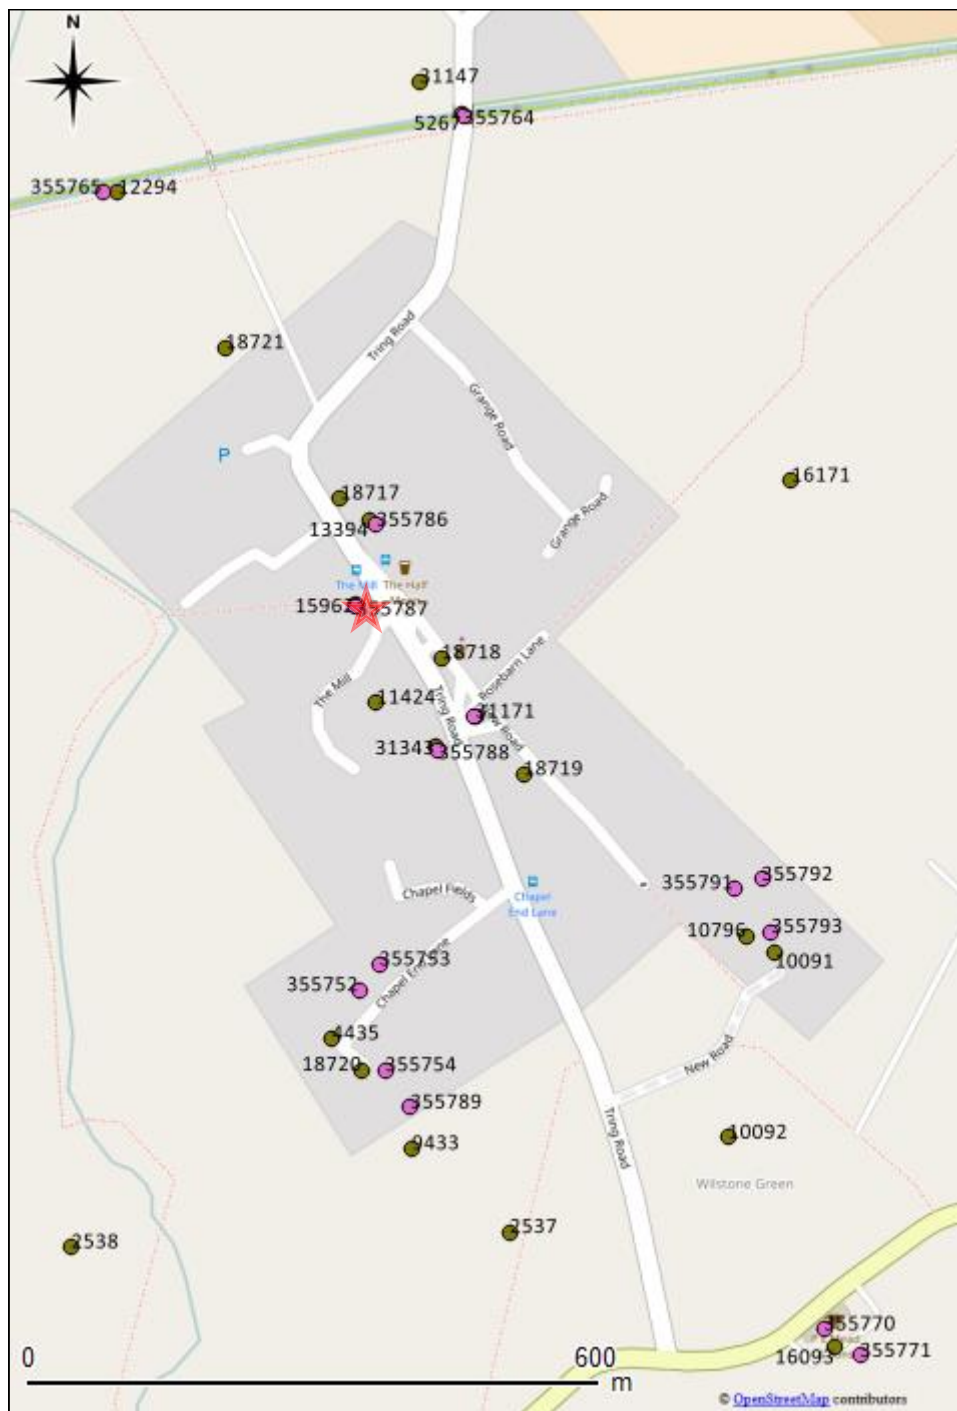 N
31147
5267 355764
355765 12294
Tring Road
18721
Grange Road
P
16171
18717
13394 355786
Grange Road
The Mill
The Half
355787
18718
Rosebarn Lane
The Mill
11424
Tring Road
31171
31343 355788
18719
355791 355792
Chapel Fields
Chapel
End Lane
10796 355793
10091
355753
355752
Chapel End Lane
4435
18720 355754
New Road
355789
9433
10092
Tring Road
Wilstone Green
2537
2538
355770
16093 355771
0 600
m
© OpenStreetMap contributors